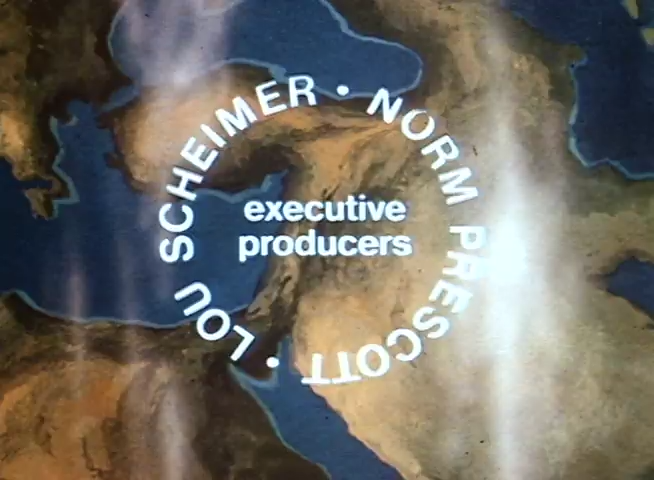 LOU SCHEIMER • NORM PRESCOTT •
executive
producers